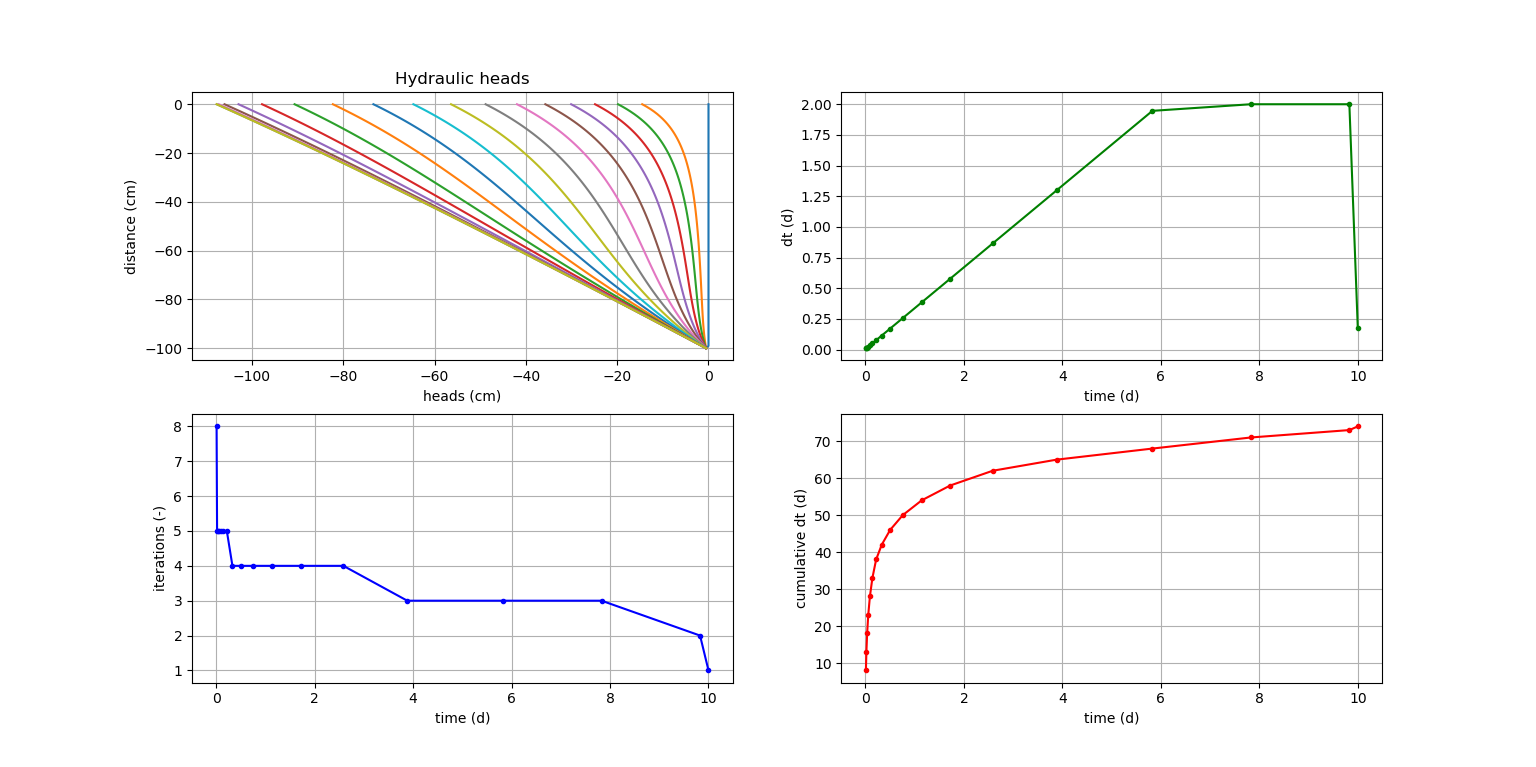 Hydraulic heads
0
−20
−40
−60
−80
−100
distance (cm)
−100 −80 −60 −40 −20 0
heads (cm)
2.00
1.75
1.50
1.25
1.00
0.75
0.50
0.25
0.00
dt (d)
0 2 4 6 8 10
time (d)
8
7
6
5
4
3
2
1
iterations (-)
0 2 4 6 8 10
time (d)
70
60
50
40
30
20
10
cumulative dt (d)
0 2 4 6 8 10
time (d)